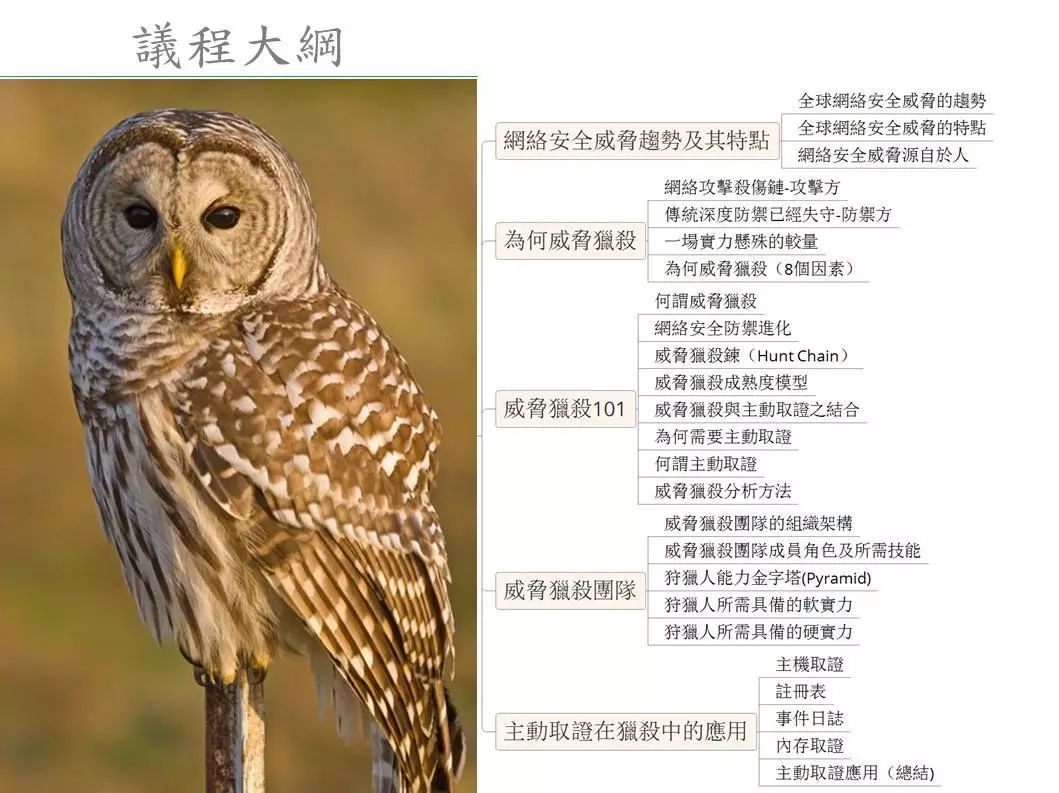 議程大綱
網絡安全威脅趨勢及其特點
全球網絡安全威脅的趨勢
全球網絡安全威脅的特點
網絡安全威脅源自於人
為何威脅獵殺
網絡攻擊殺傷鏈-攻擊方
傳統深度防禦已經失守-防禦方
一場實力懸殊的較量
為何威脅獵殺（8個因素）
威脅獵殺101
何謂威脅獵殺
網絡安全防禦進化
威脅獵殺鍊（Hunt Chain）
威脅獵殺成熟度模型
威脅獵殺與主動取證之結合
為何需要主動取證
何謂主動取證
威脅獵殺分析方法
威脅獵殺團隊
威脅獵殺團隊的組織架構
威脅獵殺團隊成員角色及所需技能
狩獵人能力金字塔(Pyramid)
狩獵人所需具備的軟實力
狩獵人所需具備的硬實力
主動取證在獵殺中的應用
主機取證
註冊表
事件日誌
內存取證
主動取證應用（總結)